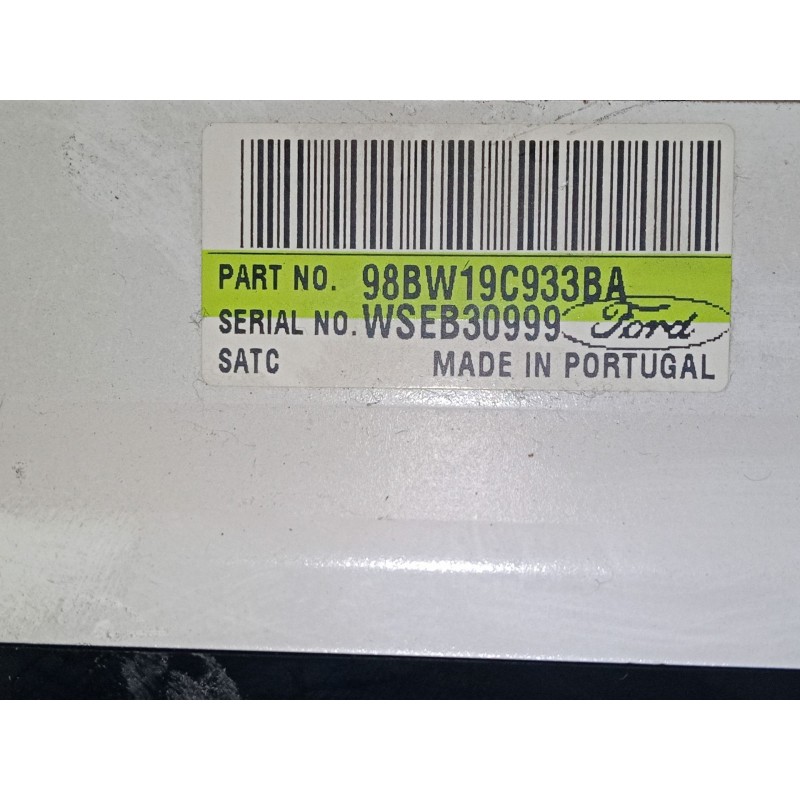 PART NO. 98BW19C933BA
SERIAL NO. WSEB30999 Ford
SATC MADE IN PORTUGAL